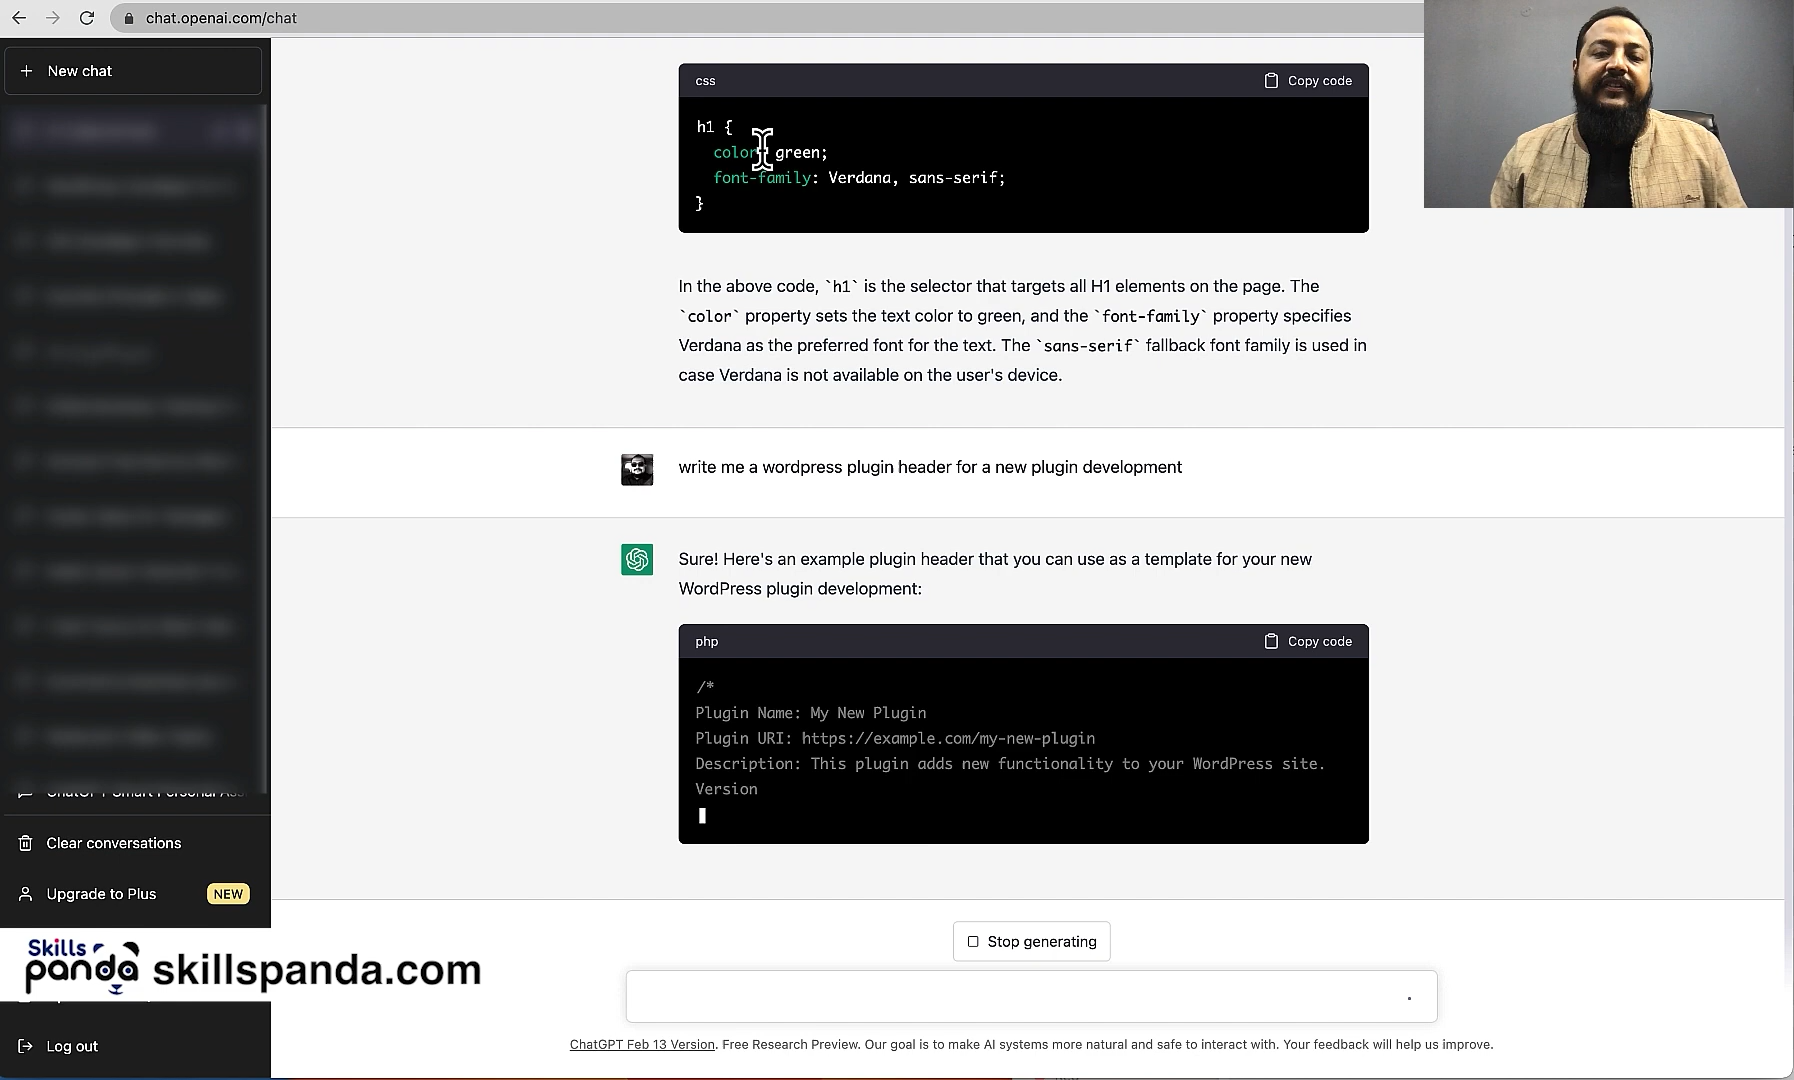 chat.openai.com/chat
New chat
Clear conversations
Upgrade to Plus
NEW
Skills
panda
skillspanda.com
Log out
css
Copy code
h1 {
color: green;
font-family: Verdana, sans-serif;
}
In the above code, `h1` is the selector that targets all H1 elements on the page. The
`color` property sets the text color to green, and the `font-family` property specifies
Verdana as the preferred font for the text. The `sans-serif` fallback font family is used in
case Verdana is not available on the user's device.
write me a wordpress plugin header for a new plugin development
Sure! Here's an example plugin header that you can use as a template for your new
WordPress plugin development:
php
Copy code
/*
Plugin Name: My New Plugin
Plugin URI: https://example.com/my-new-plugin
Description: This plugin adds new functionality to your WordPress site.
Version
Stop generating
ChatGPT Feb 13 Version. Free Research Preview. Our goal is to make AI systems more natural and safe to interact with. Your feedback will help us improve.